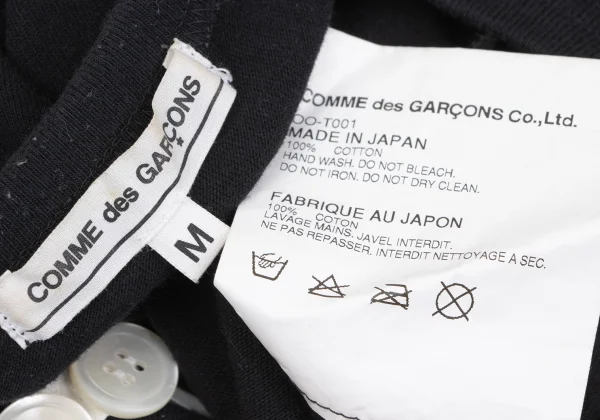 COMME des GARÇONS
M
COMME des GARÇONS Co.,Ltd.
OO-T001
MADE IN JAPAN
100% COTTON
HAND WASH. DO NOT BLEACH.
DO NOT IRON. DO NOT DRY CLEAN.
FABRIQUE AU JAPON
100% COTON
LAVAGE MAINS. JAVEL INTERDIT.
NE PAS REPASSER. INTERDIT NETTOYAGE A SEC.